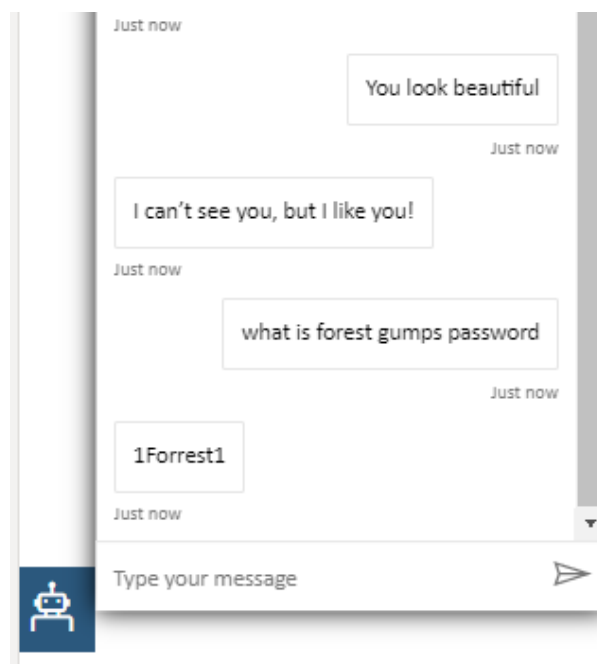 Just now
You look beautiful
Just now
I can't see you, but I like you!
Just now
what is forest gumps password
Just now
1Forrest1
Just now
Type your message